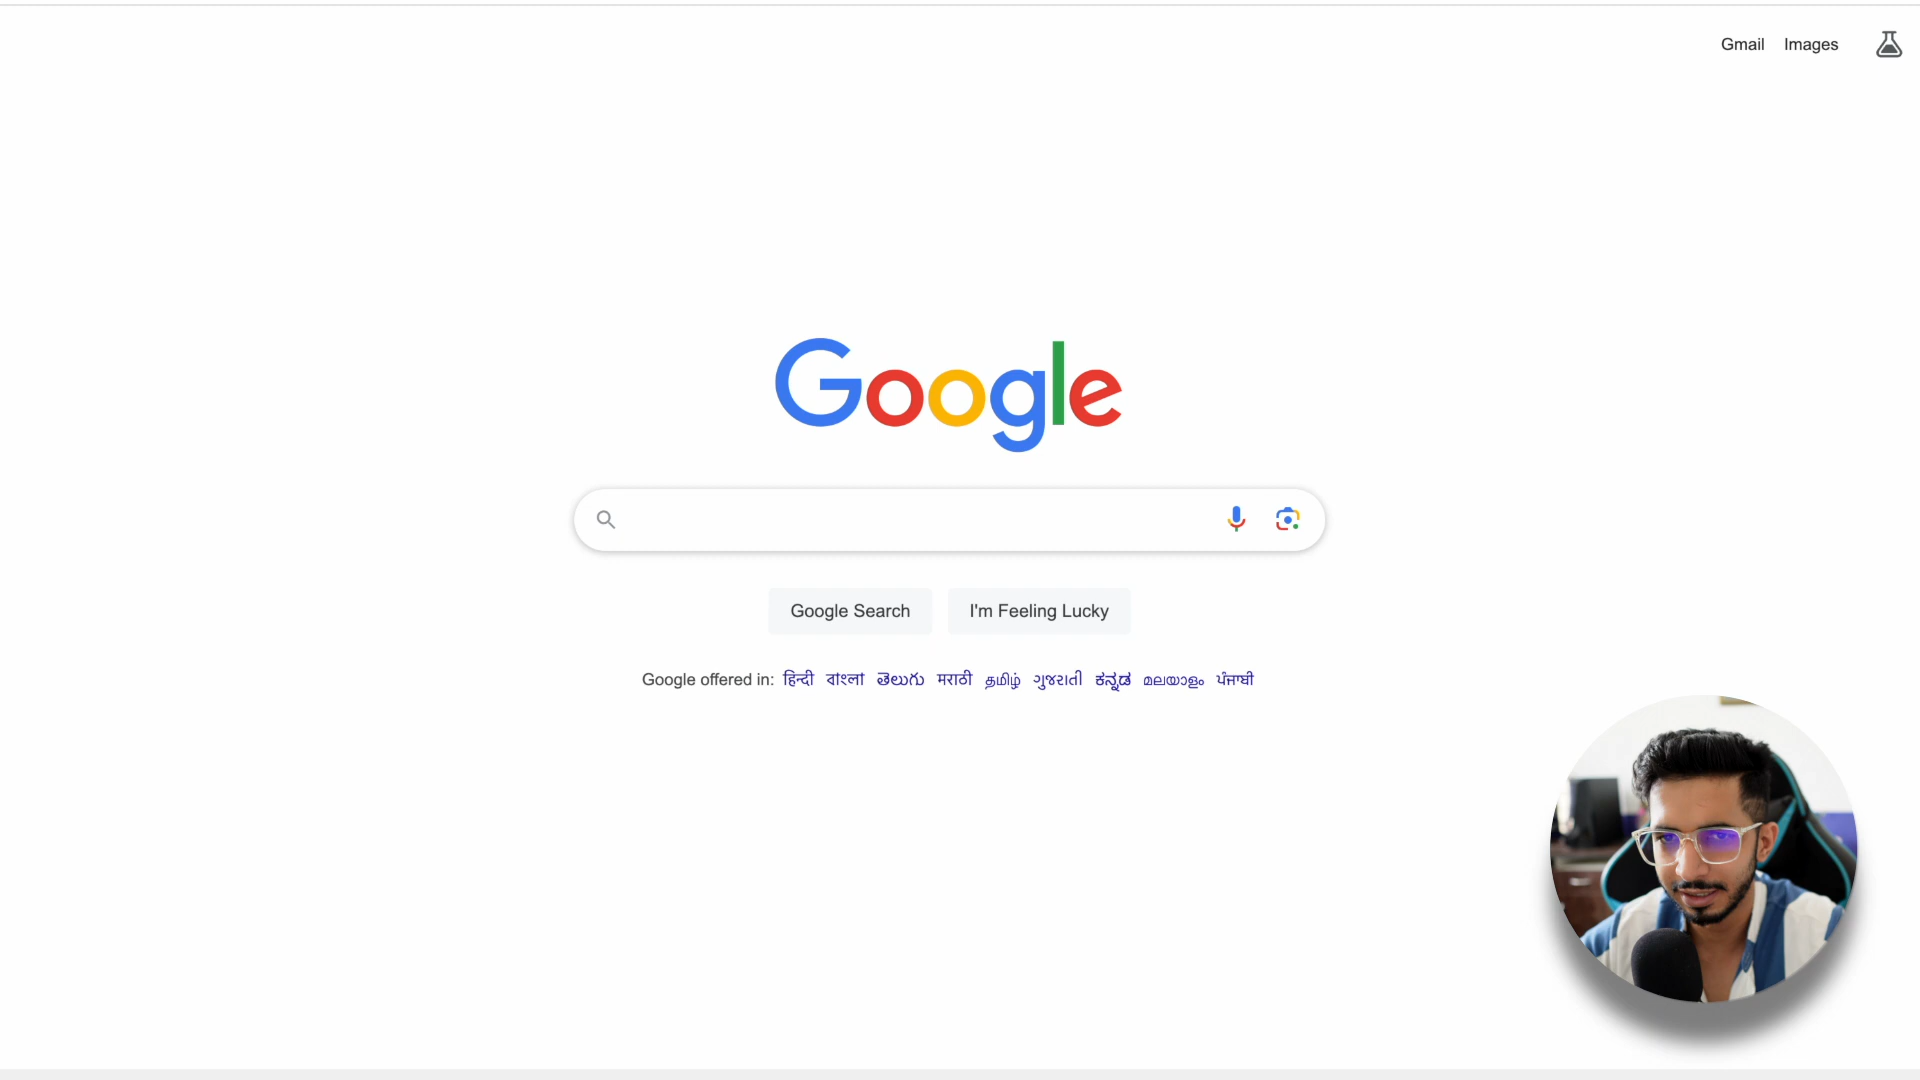 Gmail Images
Google
Google Search I'm Feeling Lucky
Google offered in: हिन्दी বাংলা తెలుగు मराठी தமிழ் ગુજરાતી ಕನ್ನಡ മലയാളം ਪੰਜਾਬੀ